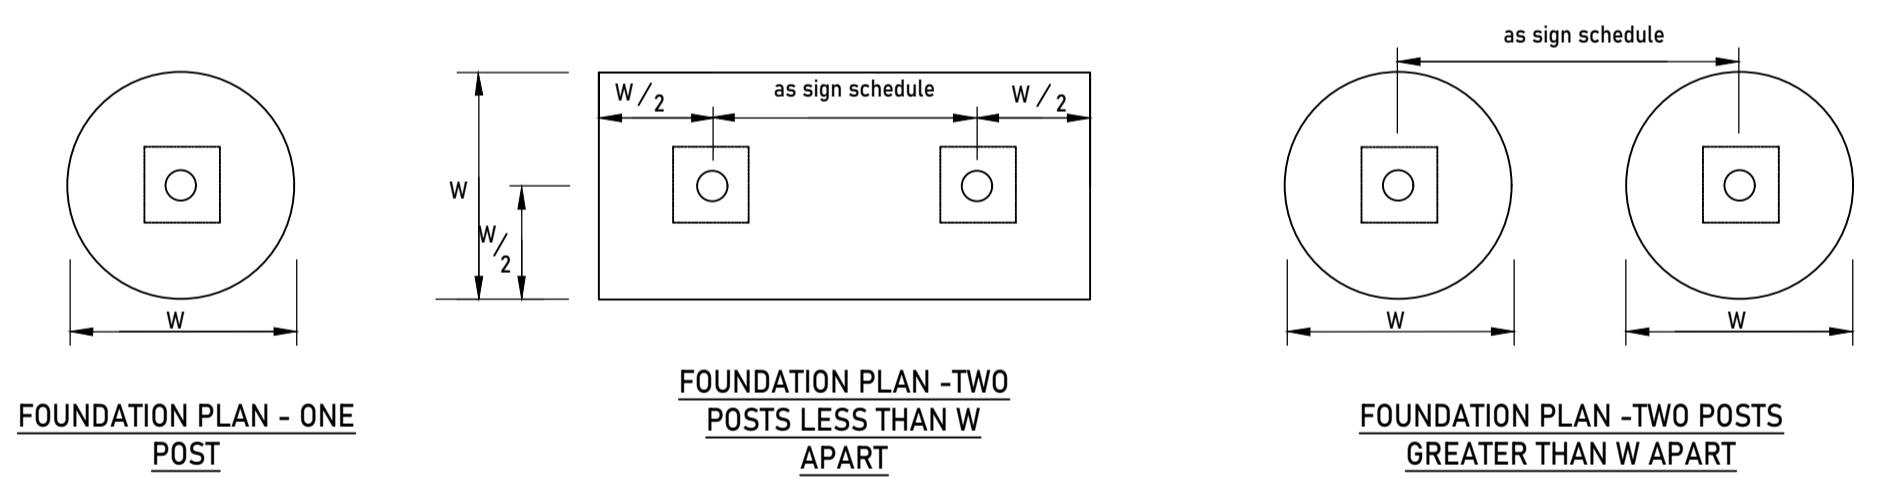 W
FOUNDATION PLAN - ONE
POST
W/2
as sign schedule
W/2
W
W/2
FOUNDATION PLAN -TWO
POSTS LESS THAN W
APART
as sign schedule
W
W
FOUNDATION PLAN -TWO POSTS
GREATER THAN W APART